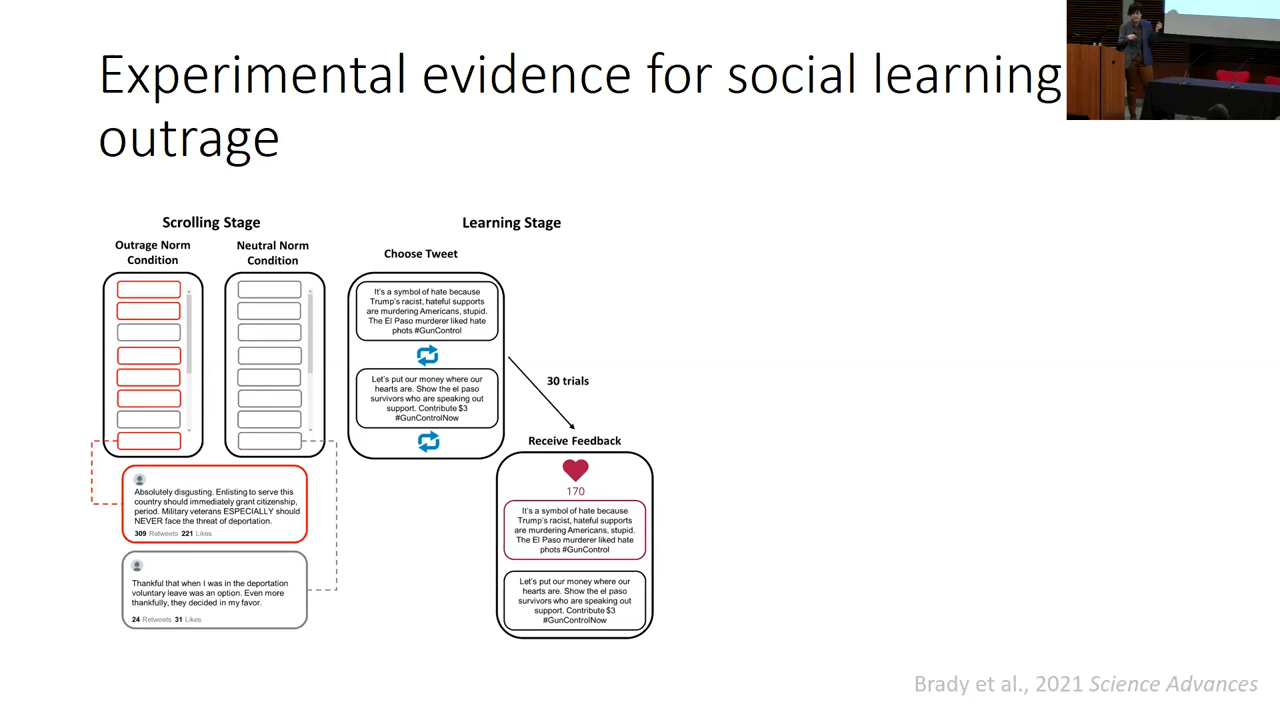 Experimental evidence for social learning
outrage
Scrolling Stage
Outrage Norm
Condition
Neutral Norm
Condition
Absolutely disgusting. Enlisting to serve this
country should immediately grant citizenship,
period. Military veterans ESPECIALLY should
NEVER face the threat of deportation.
309 Retweets 221 Likes
Thankful that when I was in the deportation
voluntary leave was an option. Even more
thankfully, they decided in my favor.
24 Retweets 31 Likes
Learning Stage
Choose Tweet
It's a symbol of hate because
Trump's racist, hateful supports
are murdering Americans, stupid.
The El Paso murderer liked hate
phots #GunControl
Let's put our money where our
hearts are. Show the el paso
survivors who are speaking out
support. Contribute $3
#GunControlNow
30 trials
Receive Feedback
170
It's a symbol of hate because
Trump's racist, hateful supports
are murdering Americans, stupid.
The El Paso murderer liked hate
phots #GunControl
Let's put our money where our
hearts are. Show the el paso
survivors who are speaking out
support. Contribute $3
#GunControlNow
Brady et al., 2021 Science Advances